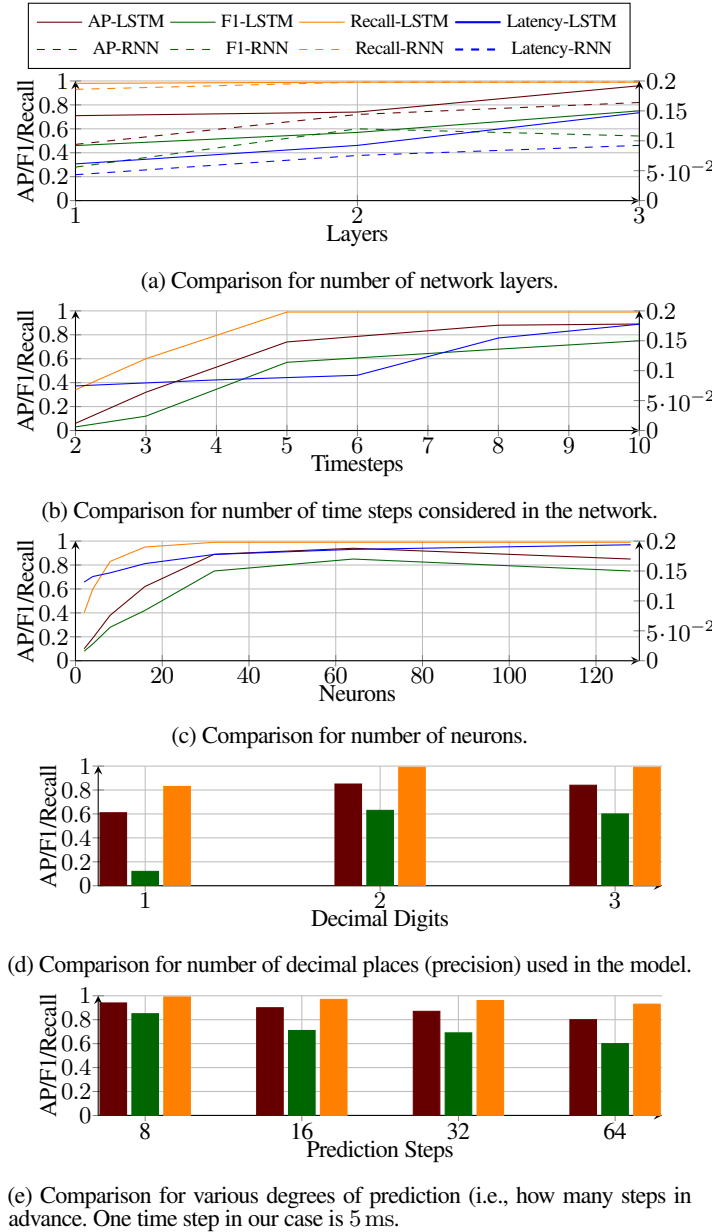 AP-LSTM F1-LSTM Recall-LSTM Latency-LSTM
AP-RNN F1-RNN Recall-RNN Latency-RNN
AP/F1/Recall
1
0.8
0.6
0.4
0.2
0
0.2
0.15
0.1
5·10⁻²
0
1 2 3
Layers
(a) Comparison for number of network layers.
AP/F1/Recall
1
0.8
0.6
0.4
0.2
0
0.2
0.15
0.1
5·10⁻²
0
2 3 4 5 6 7 8 9 10
Timesteps
(b) Comparison for number of time steps considered in the network.
AP/F1/Recall
1
0.8
0.6
0.4
0.2
0
0.2
0.15
0.1
5·10⁻²
0
0 20 40 60 80 100 120
Neurons
(c) Comparison for number of neurons.
AP/F1/Recall
1
0.8
0.6
0.4
0.2
0
1 2 3
Decimal Digits
(d) Comparison for number of decimal places (precision) used in the model.
AP/F1/Recall
1
0.8
0.6
0.4
0.2
0
8 16 32 64
Prediction Steps
(e) Comparison for various degrees of prediction (i.e., how many steps in
advance. One time step in our case is 5 ms.